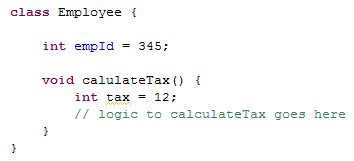 class Employee {
int empId = 345;
void calulateTax() {
int tax = 12;
// logic to calculateTax goes here
}
}